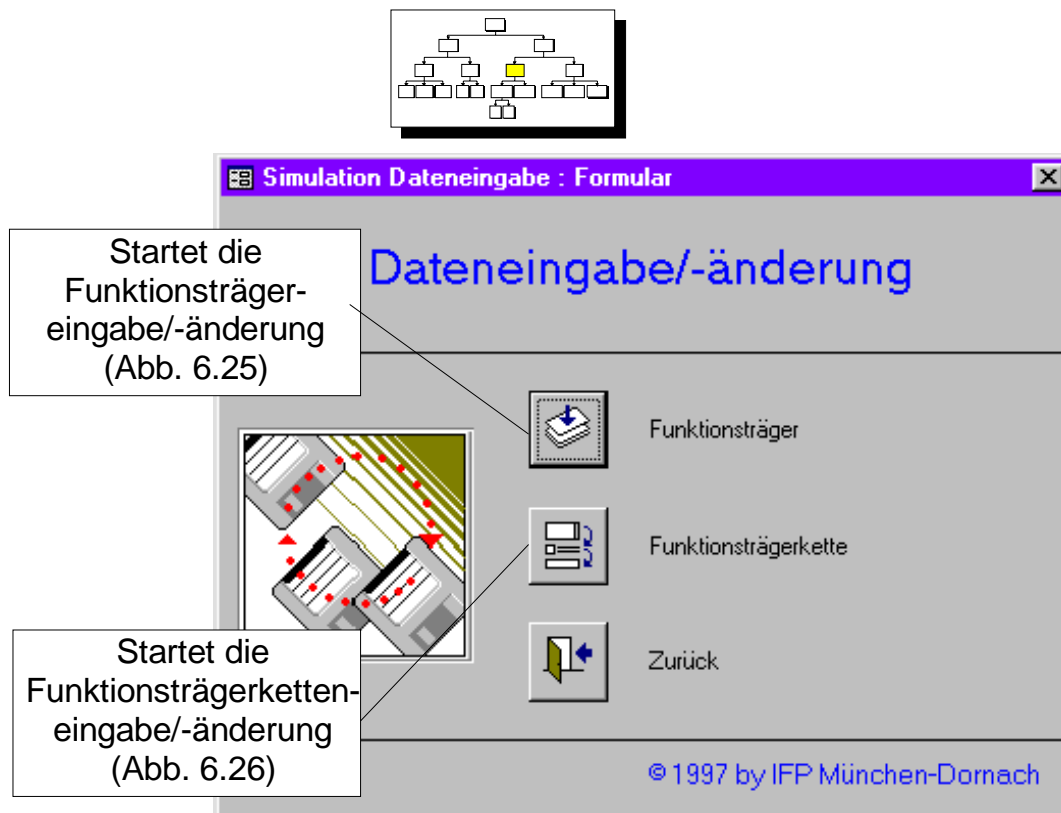 Simulation Dateneingabe : Formular
Dateneingabe/-änderung
Startet die
Funktionsträger-
eingabe/-änderung
(Abb. 6.25)
Funktionsträger
Funktionsträgerkette
Startet die
Funktionsträgerketten-
eingabe/-änderung
(Abb. 6.26)
Zurück
© 1997 by IFP München-Dornach